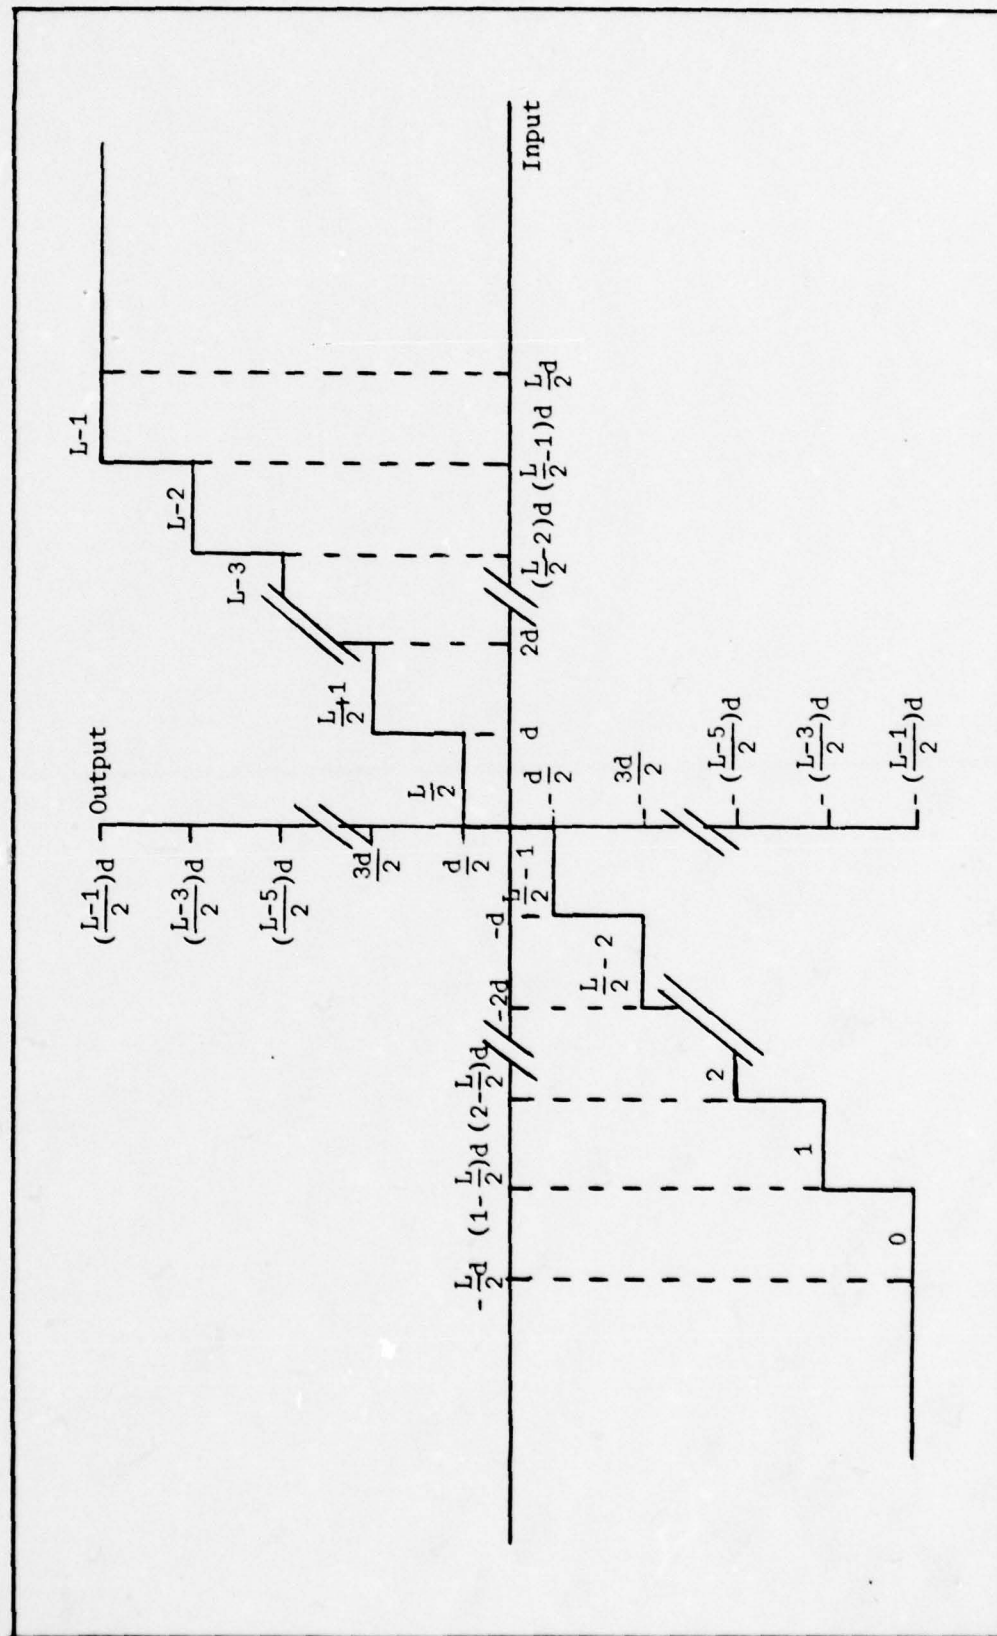 Output
(L-1/2)d
(L-3/2)d
(L-5/2)d
3d/2
d/2
L-1
L-2
L-3
L/2+1
L/2
Input
-L/2d
(1-L/2)d
(2-L/2)d
-2d
-d
d
2d
(L/2-2)d
(L/2-1)d
L/2d
L/2-1
L/2-2
2
1
0
-d/2
-3d/2
-(L-5/2)d
-(L-3/2)d
-(L-1/2)d